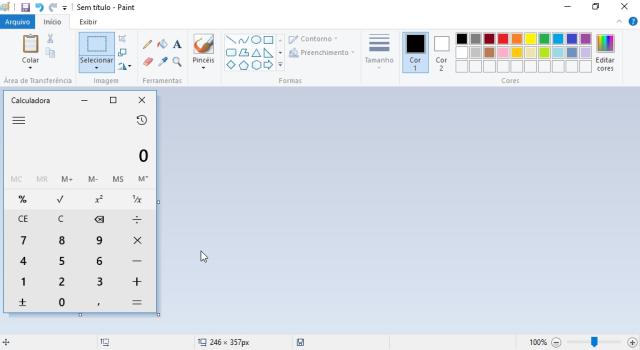 Sem título - Paint
Arquivo Início Exibir
Colar
Selecionar
Pincéis
Contorno
Preenchimento
Tamanho
Cor 1
Cor 2
Editar cores
Área de Transferência Imagem Ferramentas Formas Cores
Calculadora
0
MC MR M+ M- MS M˅
% √ x² ¹/x
CE C ÷
7 8 9 ×
4 5 6 −
1 2 3 +
± 0 , =
246 × 357px 100%